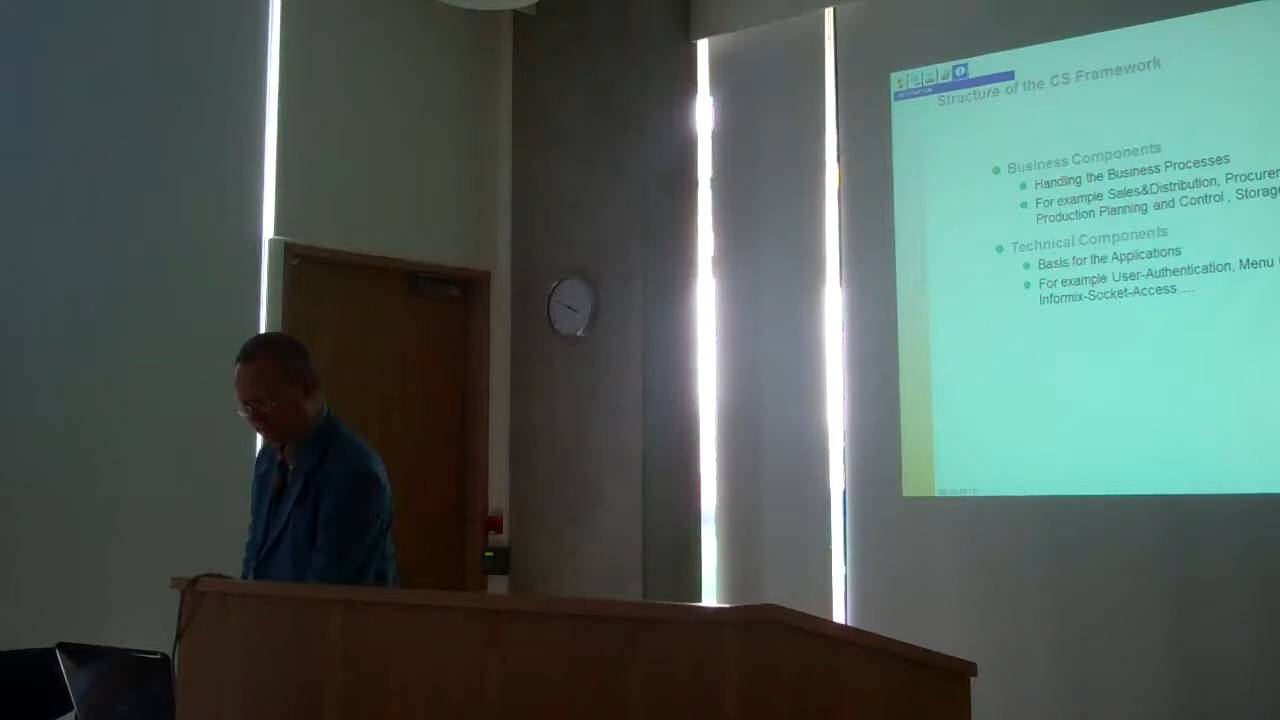 Structure of the CS Framework
Business Components
Handling the Business Processes
For example Sales&Distribution,
Production Planning and Control , Storage
Technical Components
Basis for the Applications
For example User-Authentication, Menu
Informix-Socket-Access ....